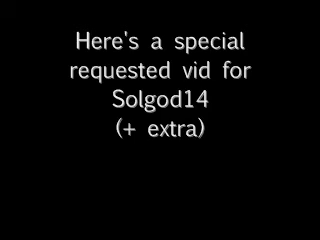 Here's a special
requested vid for
Solgod14
(+ extra)